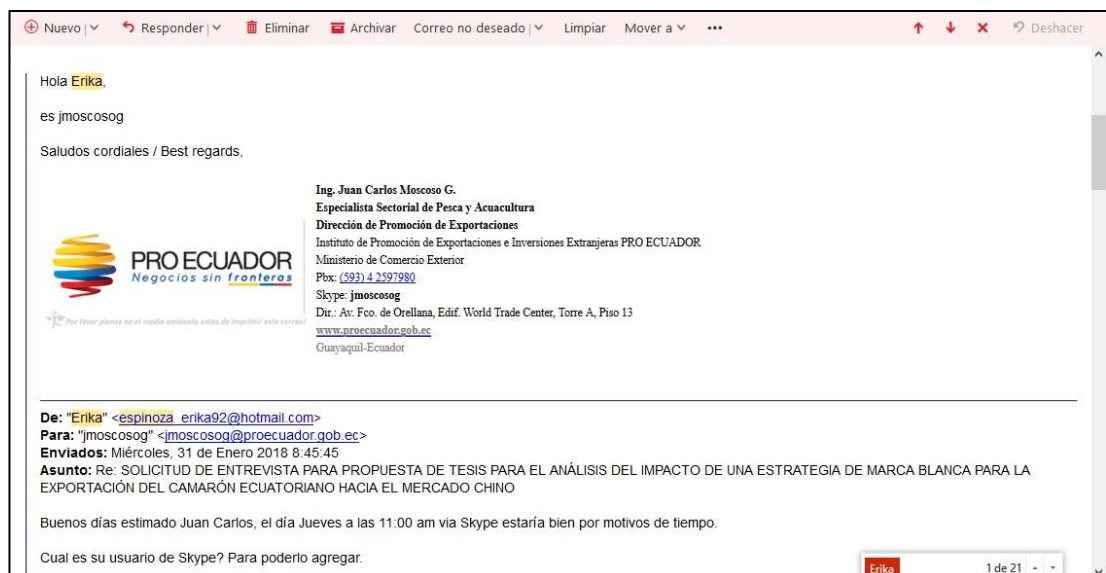 Nuevo | Responder | Eliminar Archivar Correo no deseado | Limpiar Mover a ••• Deshacer
Hola Erika,
es jmoscosog
Saludos cordiales / Best regards,
PRO ECUADOR
Negocios sin fronteras
Por favor piense en el medio ambiente antes de imprimir este correo!
Ing. Juan Carlos Moscoso G.
Especialista Sectorial de Pesca y Acuacultura
Dirección de Promoción de Exportaciones
Instituto de Promoción de Exportaciones e Inversiones Extranjeras PRO ECUADOR
Ministerio de Comercio Exterior
Pbx: (593) 4 2597980
Skype: jmoscosog
Dir.: Av. Fco. de Orellana, Edif. World Trade Center, Torre A, Piso 13
www.proecuador.gob.ec
Guayaquil-Ecuador
De: "Erika" <espinoza_erika92@hotmail.com>
Para: "jmoscosog" <jmoscosog@proecuador.gob.ec>
Enviados: Miércoles, 31 de Enero 2018 8:45:45
Asunto: Re: SOLICITUD DE ENTREVISTA PARA PROPUESTA DE TESIS PARA EL ANÁLISIS DEL IMPACTO DE UNA ESTRATEGIA DE MARCA BLANCA PARA LA
EXPORTACIÓN DEL CAMARÓN ECUATORIANO HACIA EL MERCADO CHINO
Buenos días estimado Juan Carlos, el día Jueves a las 11:00 am via Skype estaría bien por motivos de tiempo.
Cual es su usuario de Skype? Para poderlo agregar.
Erika 1 de 21